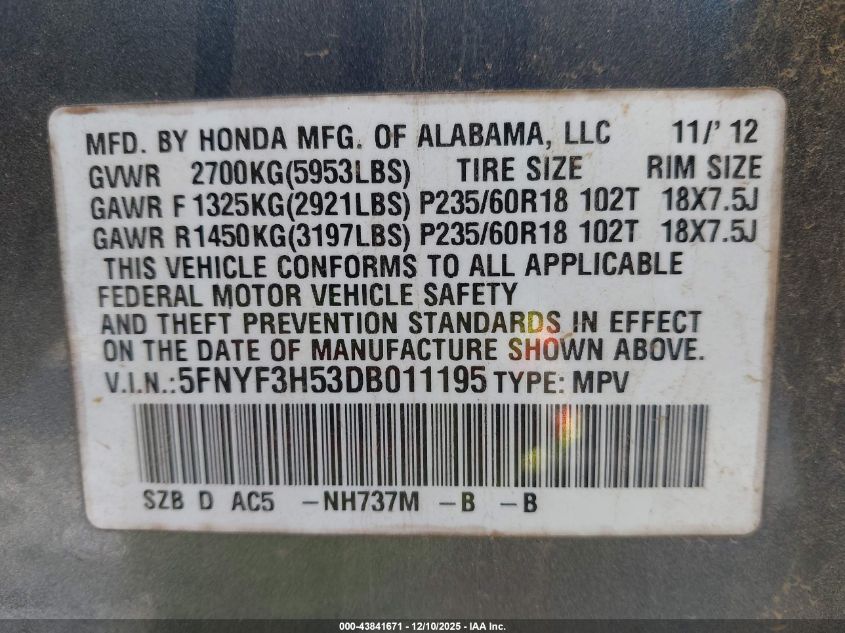 MFD. BY HONDA MFG. OF ALABAMA, LLC 11/' 12
GVWR 2700KG(5953LBS) TIRE SIZE RIM SIZE
GAWR F 1325KG(2921LBS) P235/60R18 102T 18X7.5J
GAWR R1450KG(3197LBS) P235/60R18 102T 18X7.5J
THIS VEHICLE CONFORMS TO ALL APPLICABLE
FEDERAL MOTOR VEHICLE SAFETY
AND THEFT PREVENTION STANDARDS IN EFFECT
ON THE DATE OF MANUFACTURE SHOWN ABOVE.
V.I.N.:5FNYF3H53DB011195 TYPE: MPV
SZB D AC5 -NH737M -B -B
000-43841671 - 12/10/2025 - IAA Inc.